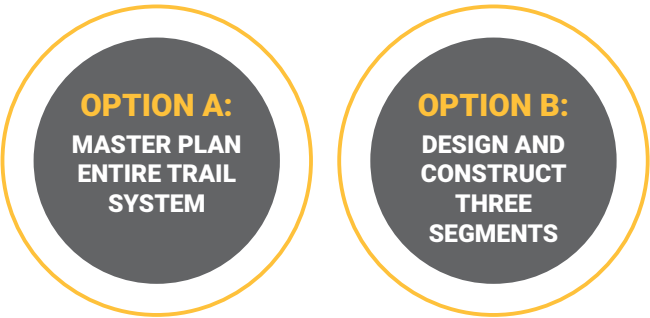 OPTION A:
MASTER PLAN
ENTIRE TRAIL
SYSTEM
OPTION B:
DESIGN AND
CONSTRUCT
THREE
SEGMENTS